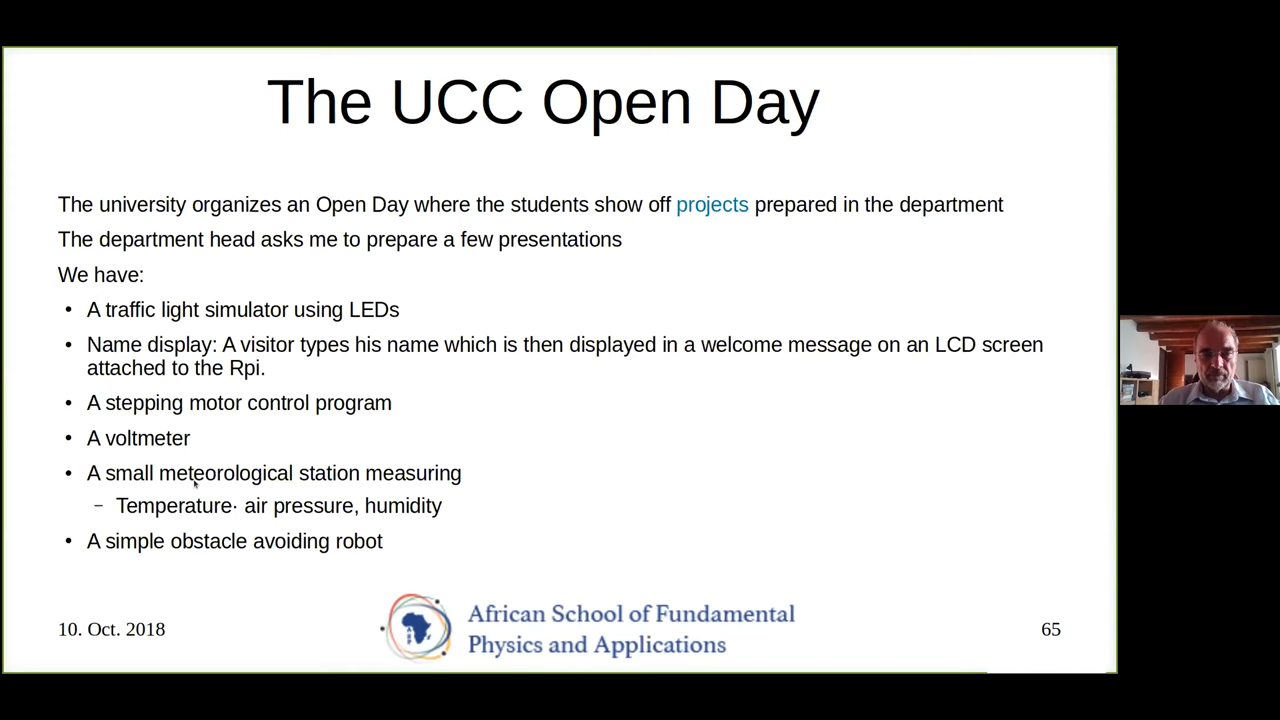 The UCC Open Day
The university organizes an Open Day where the students show off projects prepared in the department
The department head asks me to prepare a few presentations
We have:
• A traffic light simulator using LEDs
• Name display: A visitor types his name which is then displayed in a welcome message on an LCD screen
attached to the Rpi.
• A stepping motor control program
• A voltmeter
• A small meteorological station measuring
– Temperature· air pressure, humidity
• A simple obstacle avoiding robot
10. Oct. 2018
African School of Fundamental
Physics and Applications
65